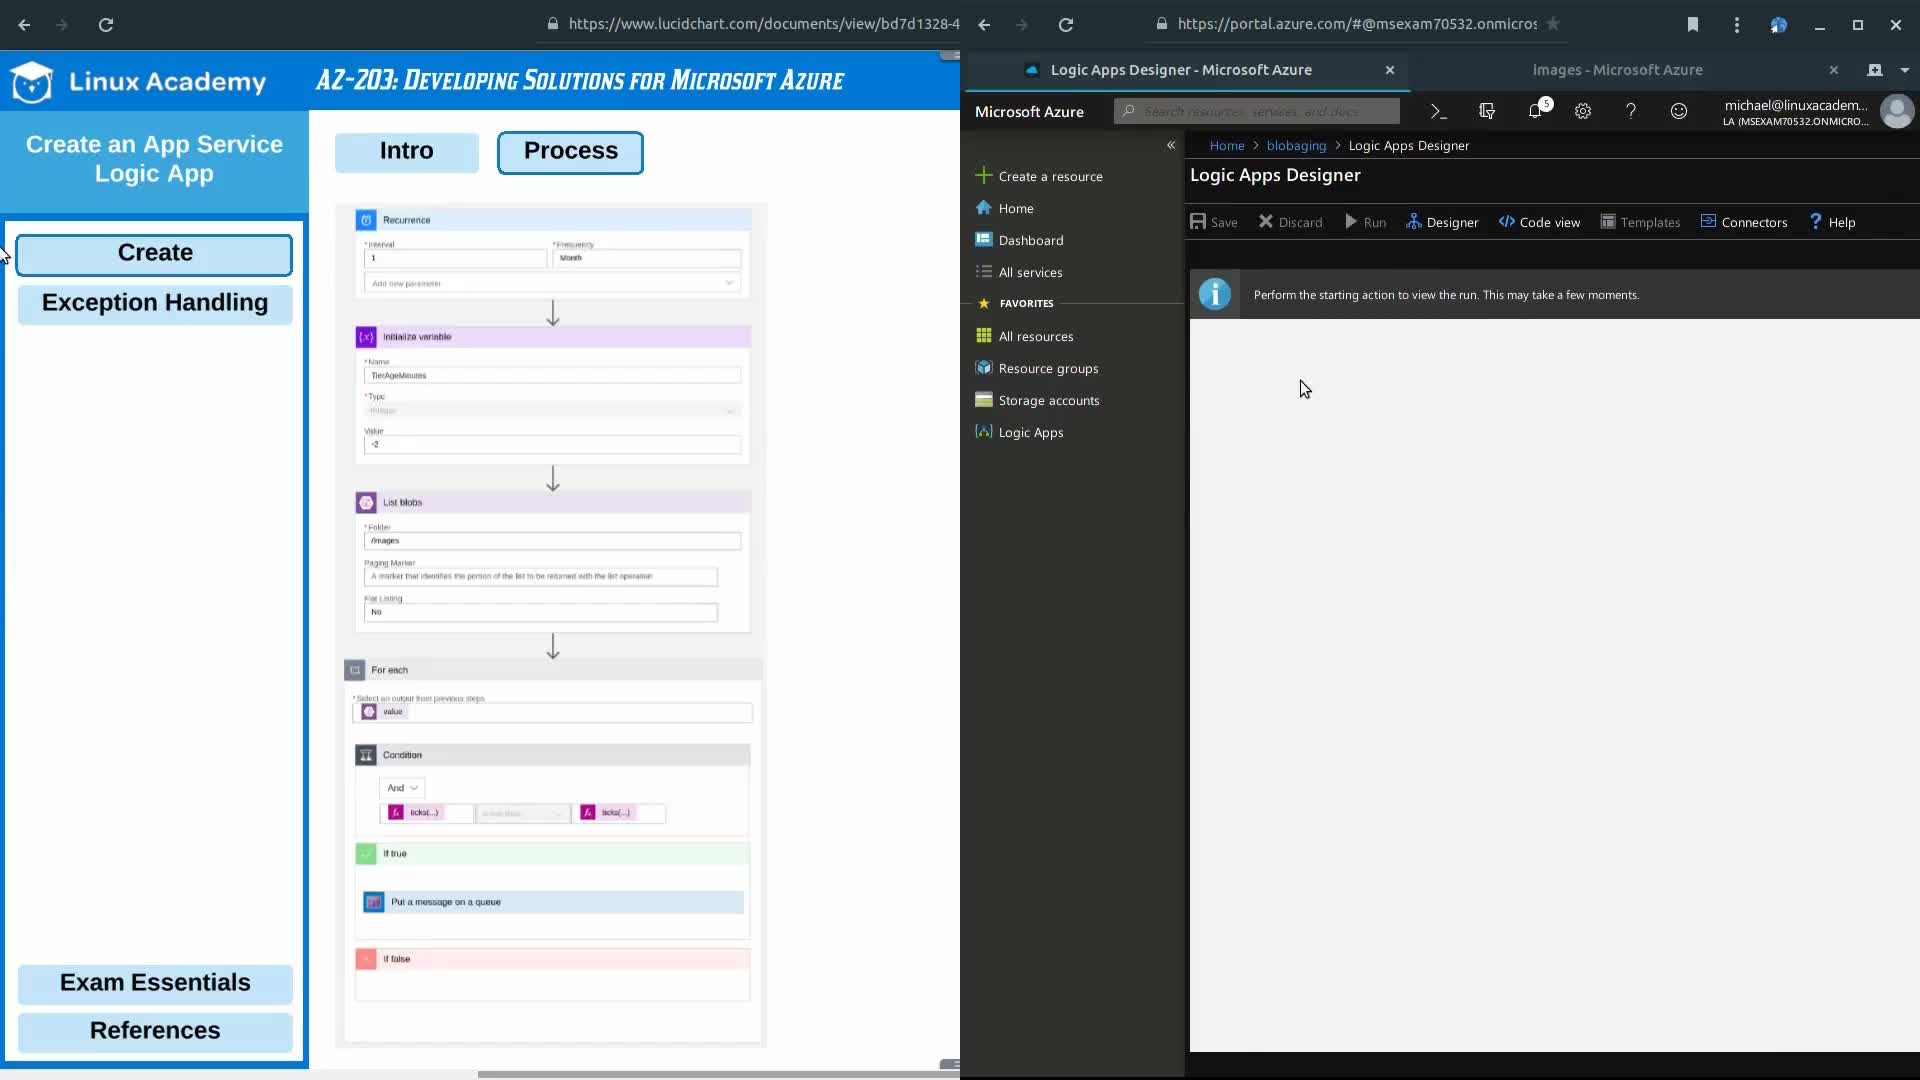 https://www.lucidchart.com/documents/view/bd7d1328-4
https://portal.azure.com/#@msexam70532.onmicros
Linux Academy
AZ-203: Developing Solutions for Microsoft Azure
Create an App Service
Logic App
Create
Exception Handling
Exam Essentials
References
Intro
Process
Recurrence
*Interval
*Frequency
1
Month
Add new parameter
Initialize variable
*Name
TierAgeMinutes
*Type
Integer
Value
-2
List blobs
*Folder
/images
Paging Marker
A marker that identifies the portion of the list to be returned with the list operation
Flat Listing
No
For each
*Select an output from previous steps
value
Condition
And
ticks(...)
ticks(...)
If true
Put a message on a queue
If false
Logic Apps Designer - Microsoft Azure
images - Microsoft Azure
Microsoft Azure
Search resources, services, and docs
5
michael@linuxacadem...
LA (MSEXAM70532.ONMICRO...
Create a resource
Home
Dashboard
All services
FAVORITES
All resources
Resource groups
Storage accounts
Logic Apps
Home > blobaging > Logic Apps Designer
Logic Apps Designer
Save
Discard
Run
Designer
Code view
Templates
Connectors
Help
Perform the starting action to view the run. This may take a few moments.